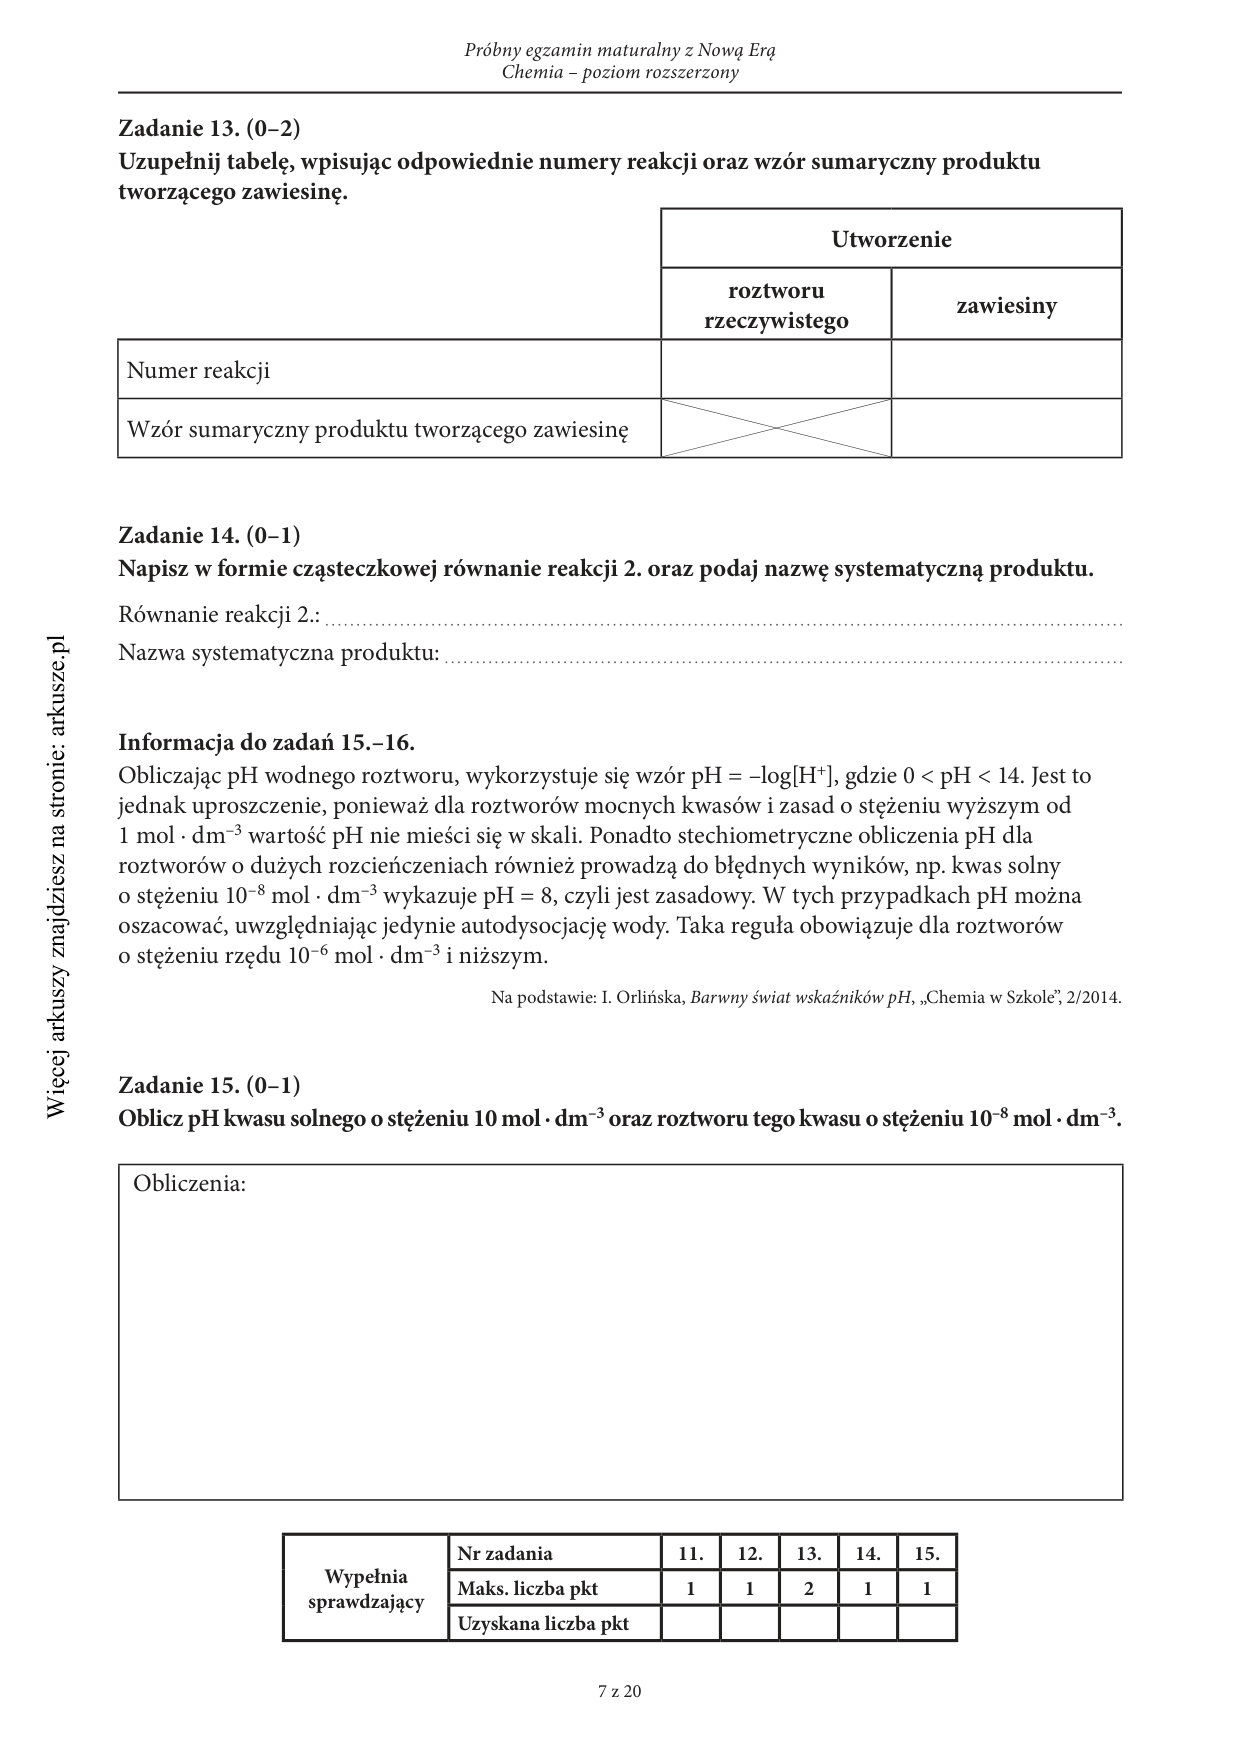 Próbny egzamin maturalny z Nową Erą
Chemia – poziom rozszerzony
Zadanie 13. (0–2)
Uzupełnij tabelę, wpisując odpowiednie numery reakcji oraz wzór sumaryczny produktu
tworzącego zawiesinę.
Utworzenie
roztworu
rzeczywistego
zawiesiny
Numer reakcji
Wzór sumaryczny produktu tworzącego zawiesinę
Zadanie 14. (0–1)
Napisz w formie cząsteczkowej równanie reakcji 2. oraz podaj nazwę systematyczną produktu.
Równanie reakcji 2.:
Nazwa systematyczna produktu:
Informacja do zadań 15.–16.
Obliczając pH wodnego roztworu, wykorzystuje się wzór pH = –log[H⁺], gdzie 0 < pH < 14. Jest to
jednak uproszczenie, ponieważ dla roztworów mocnych kwasów i zasad o stężeniu wyższym od
1 mol · dm⁻³ wartość pH nie mieści się w skali. Ponadto stechiometryczne obliczenia pH dla
roztworów o dużych rozcieńczeniach również prowadzą do błędnych wyników, np. kwas solny
o stężeniu 10⁻⁸ mol · dm⁻³ wykazuje pH = 8, czyli jest zasadowy. W tych przypadkach pH można
oszacować, uwzględniając jedynie autodysocjację wody. Taka reguła obowiązuje dla roztworów
o stężeniu rzędu 10⁻⁶ mol · dm⁻³ i niższym.
Na podstawie: I. Orlińska, Barwny świat wskaźników pH, „Chemia w Szkole”, 2/2014.
Zadanie 15. (0–1)
Oblicz pH kwasu solnego o stężeniu 10 mol · dm⁻³ oraz roztworu tego kwasu o stężeniu 10⁻⁸ mol · dm⁻³.
Obliczenia:
Wypełnia
sprawdzający
Nr zadania 11. 12. 13. 14. 15.
Maks. liczba pkt 1 1 2 1 1
Uzyskana liczba pkt
7 z 20
Więcej arkuszy znajdziesz na stronie: arkusze.pl